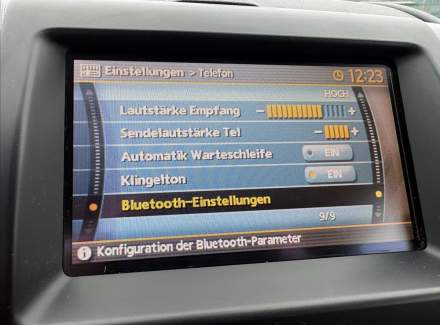 Einstellungen > Telefon
12:23
HOCH
Lautstärke Empfang - +
Sendelautstärke Tel - +
Automatik Warteschleife EIN
Klingelton EIN
Bluetooth-Einstellungen
9/9
i Konfiguration der Bluetooth-Parameter